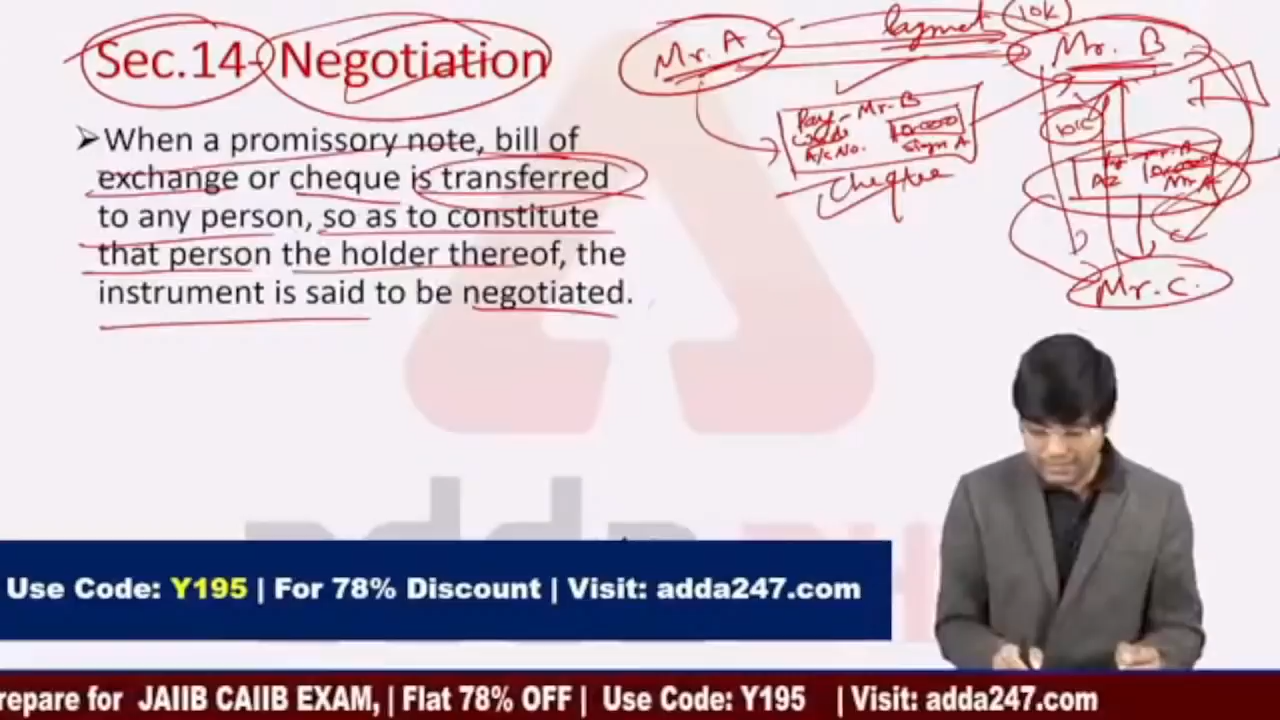 Sec.14- Negotiation
➢When a promissory note, bill of
exchange or cheque is transferred
to any person, so as to constitute
that person the holder thereof, the
instrument is said to be negotiated.
Mr. A
10K
Mr. B
Pay - Mr. B
A/c No.
Sign A
Cheque
10K
Mr. C.
Use Code: Y195 | For 78% Discount | Visit: adda247.com
repare for JAIIB CAIIB EXAM, | Flat 78% OFF | Use Code: Y195 | Visit: adda247.com